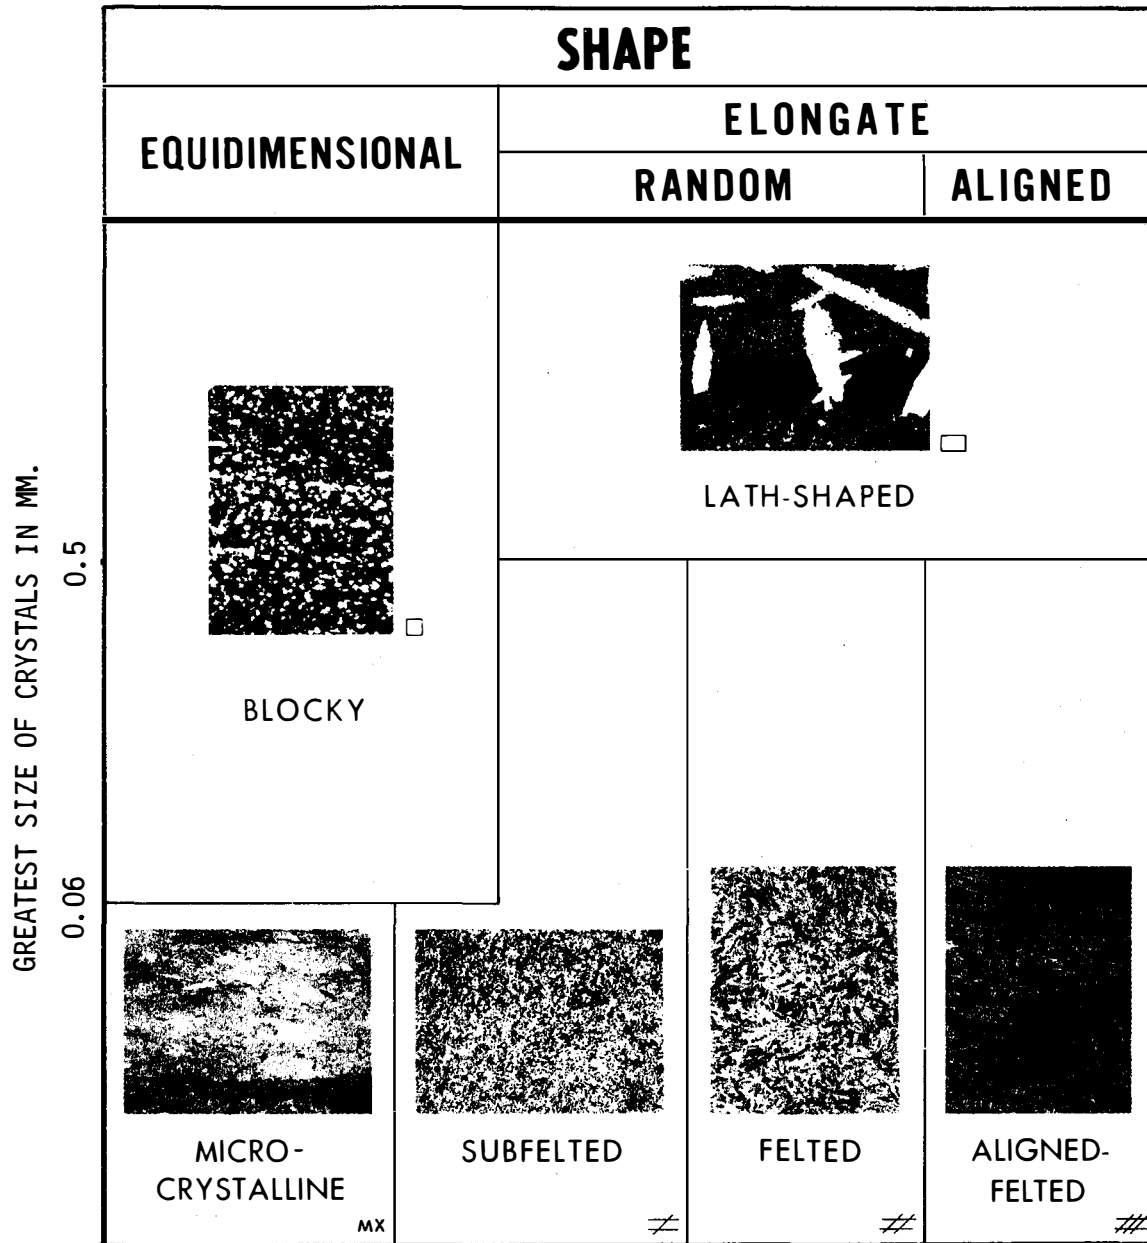 SHAPE
EQUIDIMENSIONAL
ELONGATE
RANDOM
ALIGNED
GREATEST SIZE OF CRYSTALS IN MM.
0.5
0.06
BLOCKY
LATH-SHAPED
MICRO-
CRYSTALLINE
MX
SUBFELTED
FELTED
ALIGNED-
FELTED